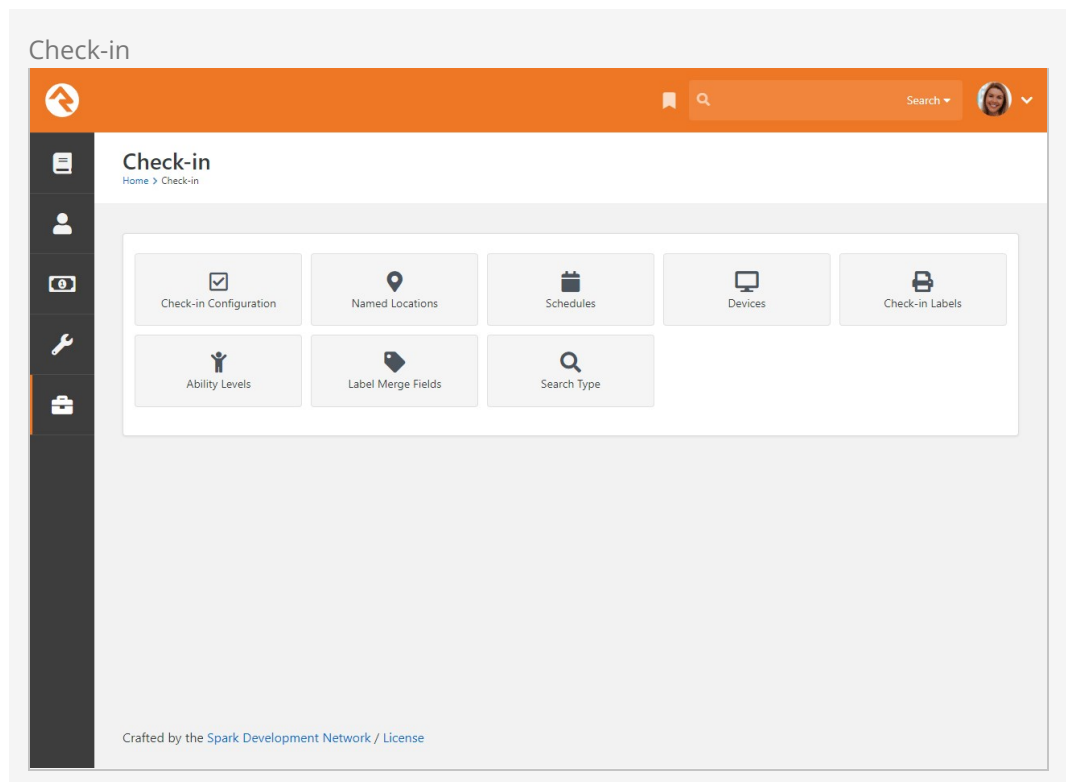 Check-in
Search
Check-in
Home > Check-in
Check-in Configuration
Named Locations
Schedules
Devices
Check-in Labels
Ability Levels
Label Merge Fields
Search Type
Crafted by the Spark Development Network / License